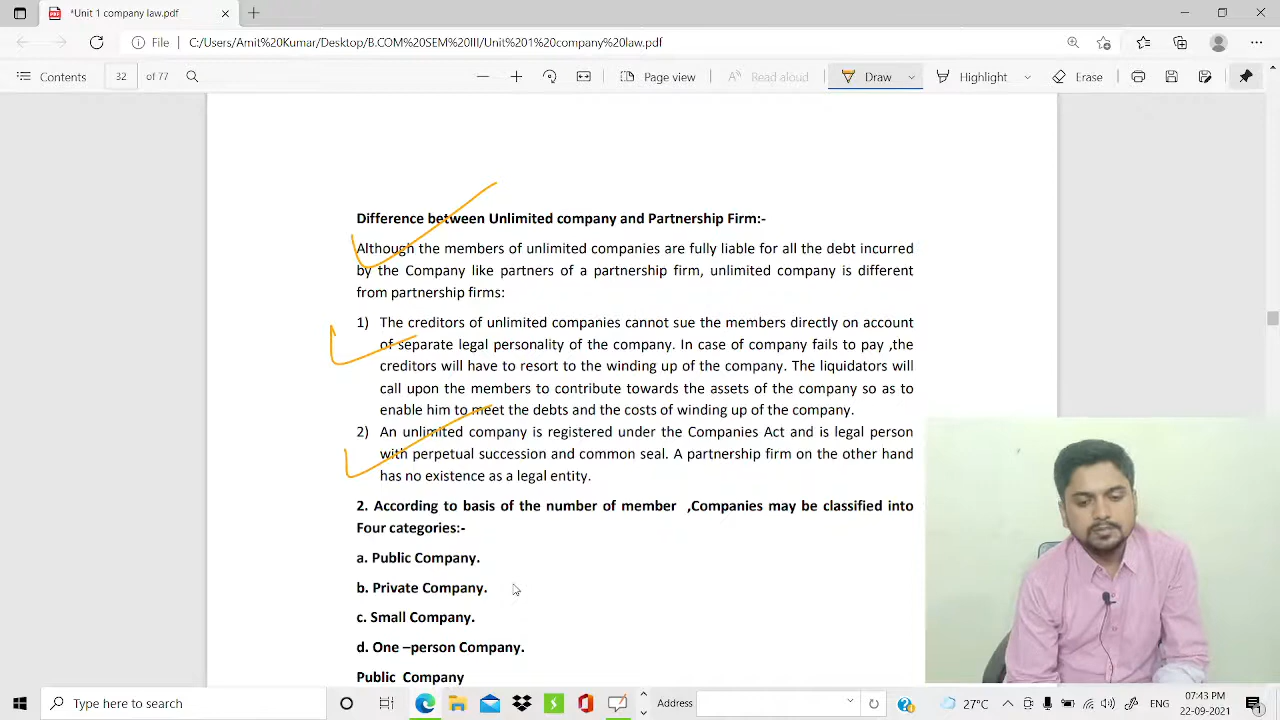 *Unit 1 company law.pdf
File C:/Users/Amit%20Kumar/Desktop/B.COM%20SEM%20III/Unit%201%20company%20law.pdf
Contents 32 of 77 Page view Read aloud Draw Highlight Erase
Difference between Unlimited company and Partnership Firm:-
Although the members of unlimited companies are fully liable for all the debt incurred
by the Company like partners of a partnership firm, unlimited company is different
from partnership firms:
1) The creditors of unlimited companies cannot sue the members directly on account
of separate legal personality of the company. In case of company fails to pay ,the
creditors will have to resort to the winding up of the company. The liquidators will
call upon the members to contribute towards the assets of the company so as to
enable him to meet the debts and the costs of winding up of the company.
2) An unlimited company is registered under the Companies Act and is legal person
with perpetual succession and common seal. A partnership firm on the other hand
has no existence as a legal entity.
2. According to basis of the number of member ,Companies may be classified into
Four categories:-
a. Public Company.
b. Private Company.
c. Small Company.
d. One –person Company.
Public Company
Type here to search Address 27°C ENG 07:43 PM
22-09-2021